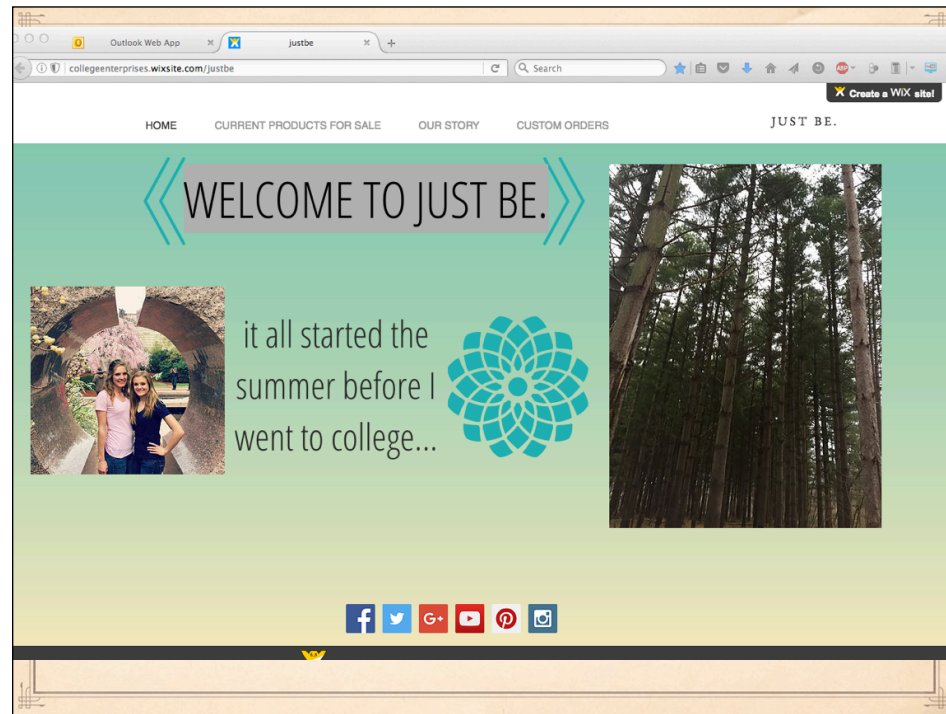 Outlook Web App
justbe
collegeenterprises.wixsite.com/justbe
Search
ABP
Create a WiX site!
HOME CURRENT PRODUCTS FOR SALE OUR STORY CUSTOM ORDERS JUST BE.
WELCOME TO JUST BE.
it all started the
summer before I
went to college...
G+